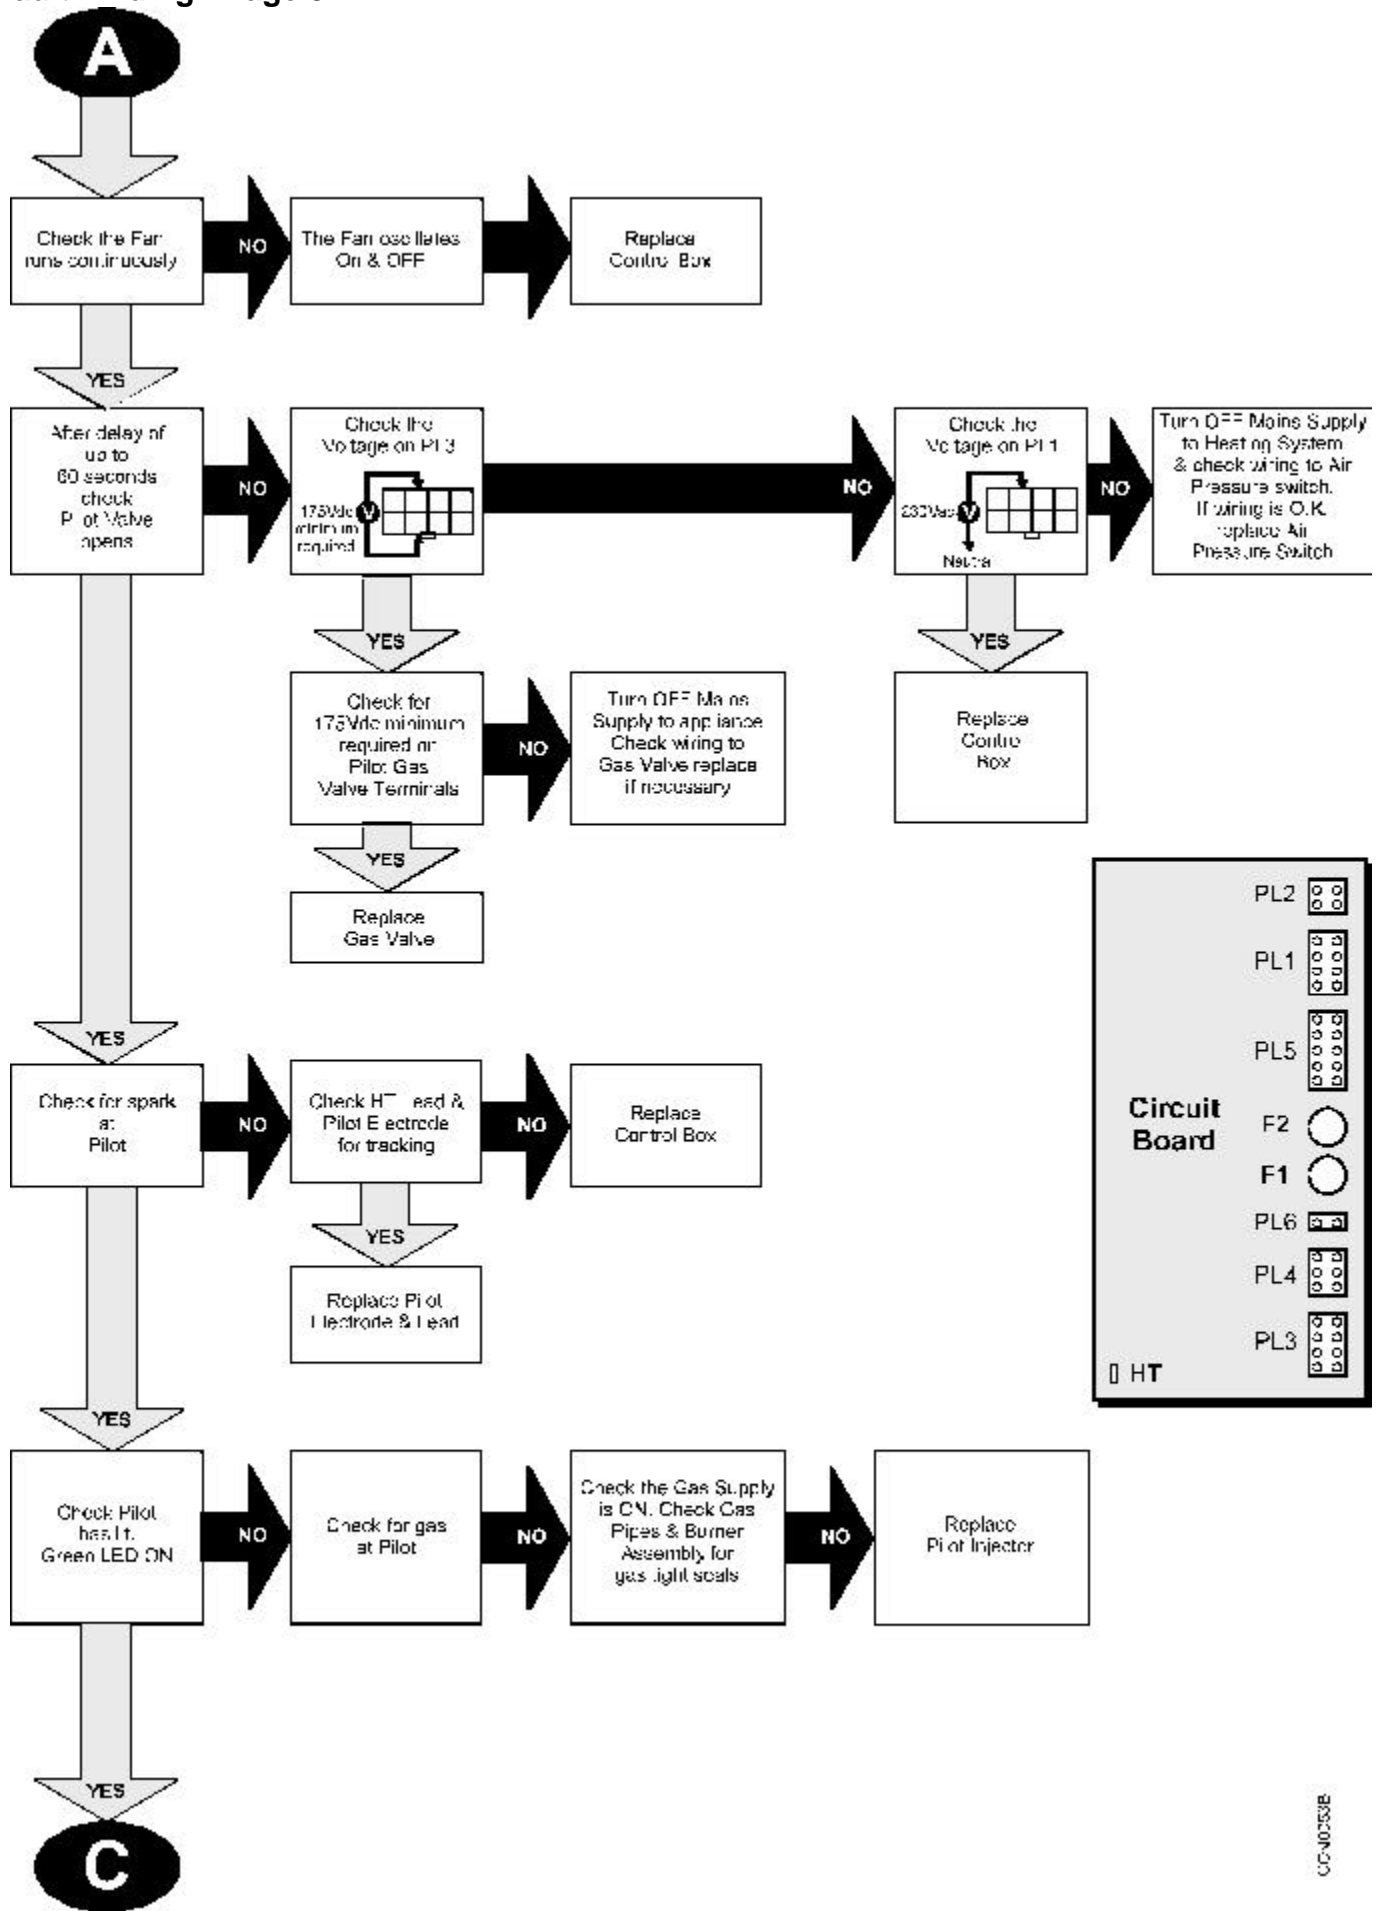 A
Check the Fan
runs continuously
NO
The Fan oscillates
On & OFF
Replace
Control Box
YES
After delay of
up to
60 seconds
check
Pilot Valve
opens
NO
Check the
Voltage on PL3
175Vdc
minimum
required
V
NO
Check the
Voltage on PL1
230Vac
V
Neutral
NO
Turn OFF Mains Supply
to Heating System
& check wiring to Air
Pressure switch.
If wiring is O.K.
replace Air
Pressure Switch
YES
YES
Check for
175Vdc minimum
required on
Pilot Gas
Valve Terminals
NO
Turn OFF Mains
Supply to appliance
Check wiring to
Gas Valve replace
if necessary
Replace
Control
Box
YES
Replace
Gas Valve
YES
Check for spark
at
Pilot
NO
Check HT Lead &
Pilot Electrode
for tracking
NO
Replace
Control Box
YES
Replace Pilot
Electrode & Lead
YES
Check Pilot
has lit.
Green LED ON
NO
Check for gas
at Pilot
NO
Check the Gas Supply
is ON. Check Gas
Pipes & Burner
Assembly for
gas tight seals
NO
Replace
Pilot Injector
YES
C
Circuit
Board
PL2
PL1
PL5
F2
F1
PL6
PL4
PL3
HT